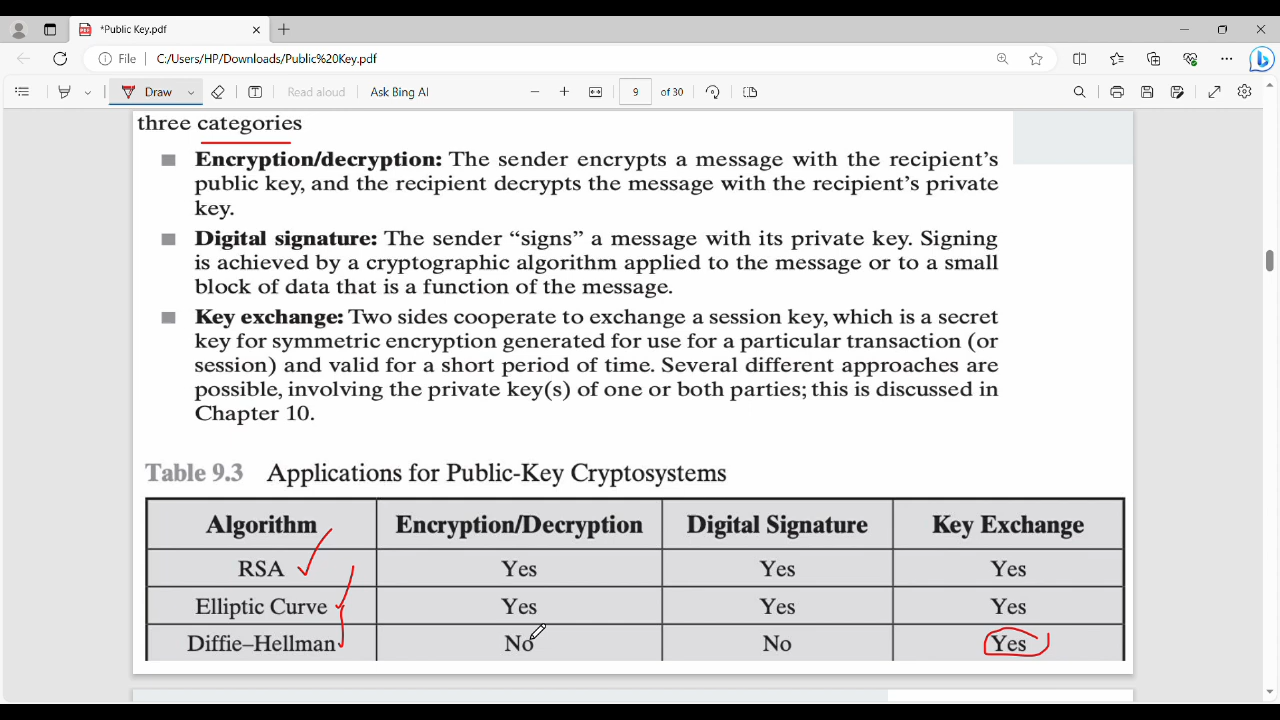 *Public Key.pdf
File C:/Users/HP/Downloads/Public%20Key.pdf
Draw Read aloud Ask Bing AI 9 of 30
three categories
Encryption/decryption: The sender encrypts a message with the recipient's
public key, and the recipient decrypts the message with the recipient's private
key.
Digital signature: The sender “signs” a message with its private key. Signing
is achieved by a cryptographic algorithm applied to the message or to a small
block of data that is a function of the message.
Key exchange: Two sides cooperate to exchange a session key, which is a secret
key for symmetric encryption generated for use for a particular transaction (or
session) and valid for a short period of time. Several different approaches are
possible, involving the private key(s) of one or both parties; this is discussed in
Chapter 10.
Table 9.3 Applications for Public-Key Cryptosystems
Algorithm Encryption/Decryption Digital Signature Key Exchange
RSA Yes Yes Yes
Elliptic Curve Yes Yes Yes
Diffie–Hellman No No Yes